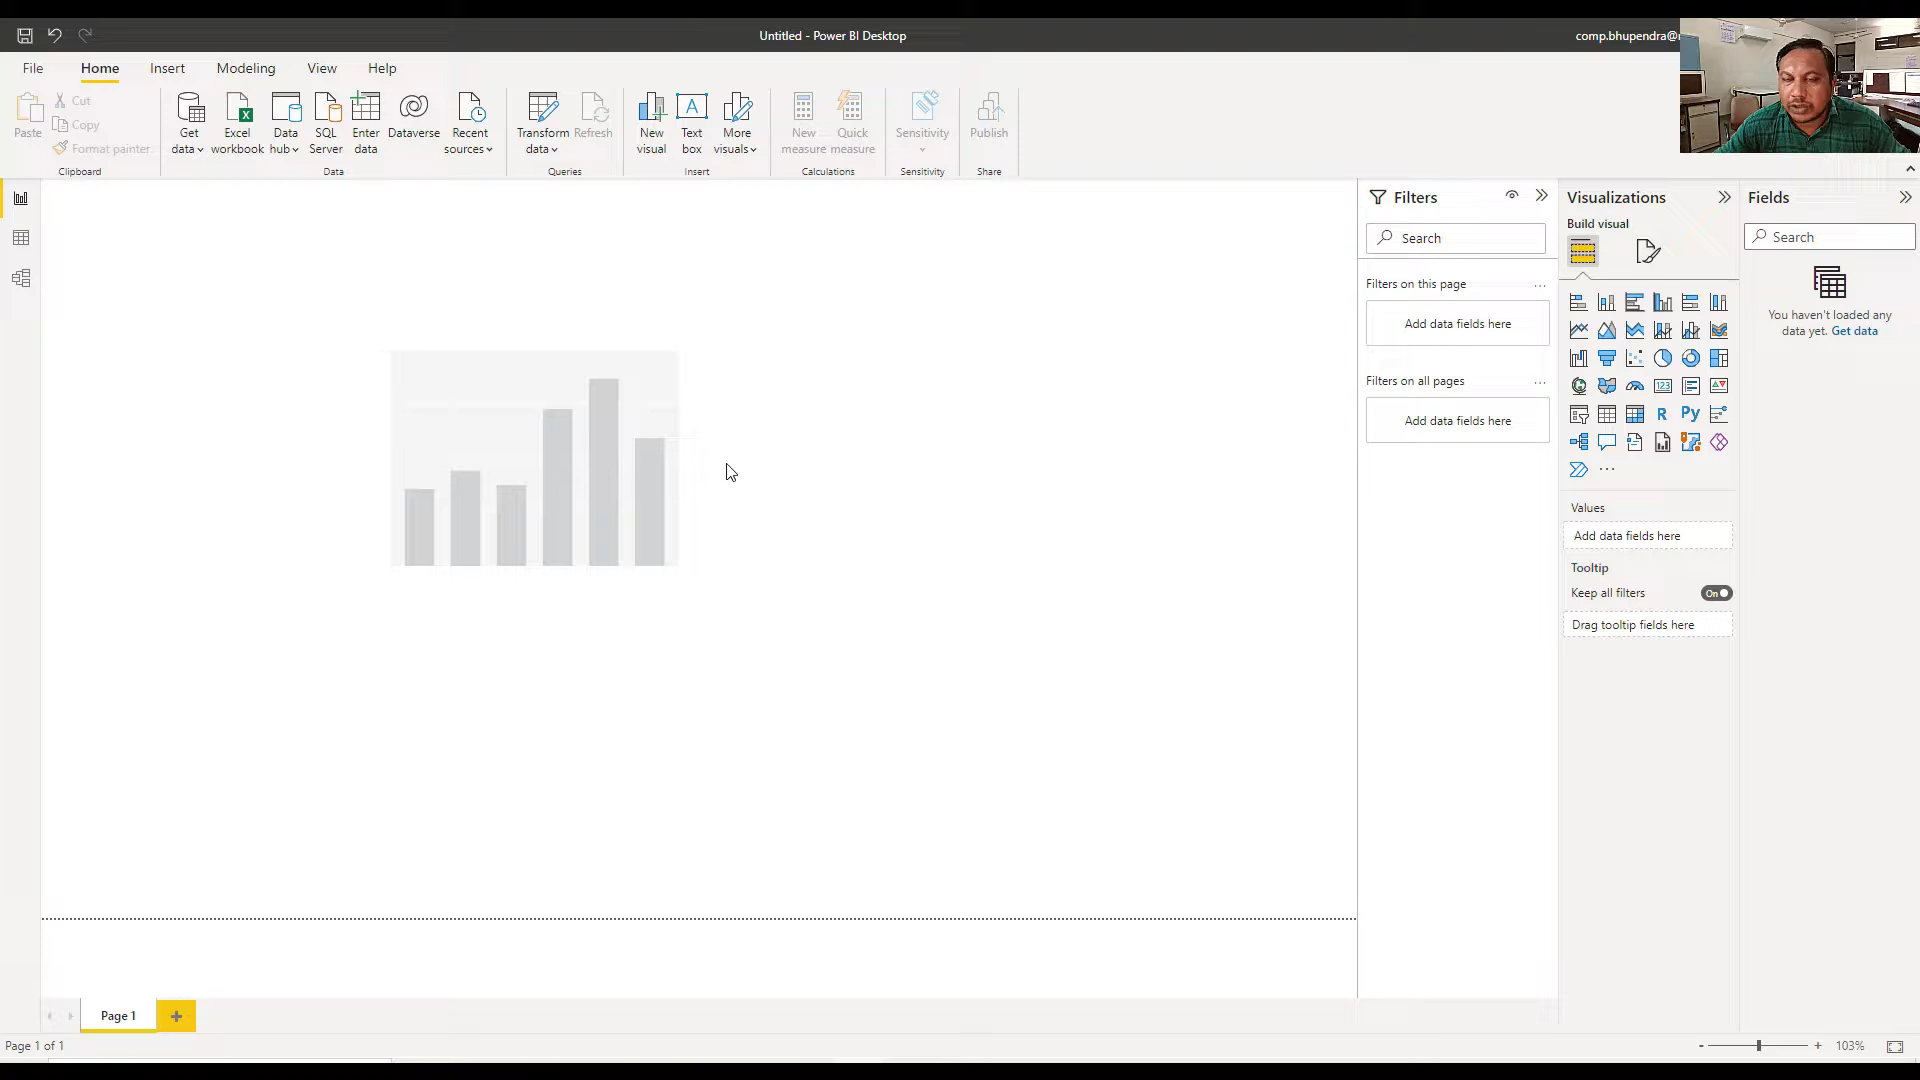 Untitled - Power BI Desktop
comp.bhupendra@
File Home Insert Modeling View Help
Paste
Cut
Copy
Format painter
Clipboard
Get data
Excel workbook
Data hub
SQL Server
Enter data
Dataverse
Recent sources
Data
Transform data
Refresh
Queries
New visual
A
Text box
More visuals
Insert
New measure
Quick measure
Calculations
Sensitivity
Sensitivity
Publish
Share
Filters
Search
Filters on this page
...
Add data fields here
Filters on all pages
...
Add data fields here
Visualizations
Build visual
123
R
Py
...
Values
Add data fields here
Tooltip
Keep all filters
On
Drag tooltip fields here
Fields
Search
You haven't loaded any
data yet. Get data
Page 1
+
Page 1 of 1
- + 103%